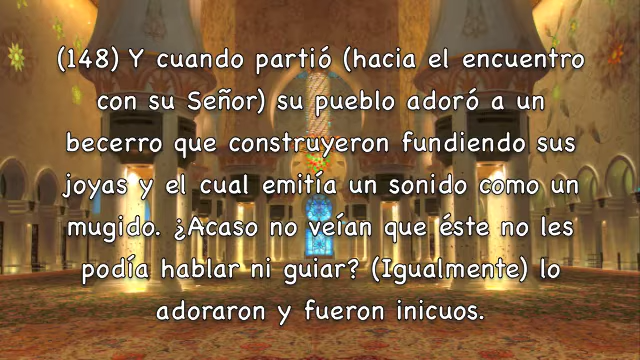 (148) Y cuando partió (hacia el encuentro
con su Señor) su pueblo adoró a un
becerro que construyeron fundiendo sus
joyas y el cual emitía un sonido como un
mugido. ¿Acaso no veían que éste no les
podía hablar ni guiar? (Igualmente) lo
adoraron y fueron inicuos.